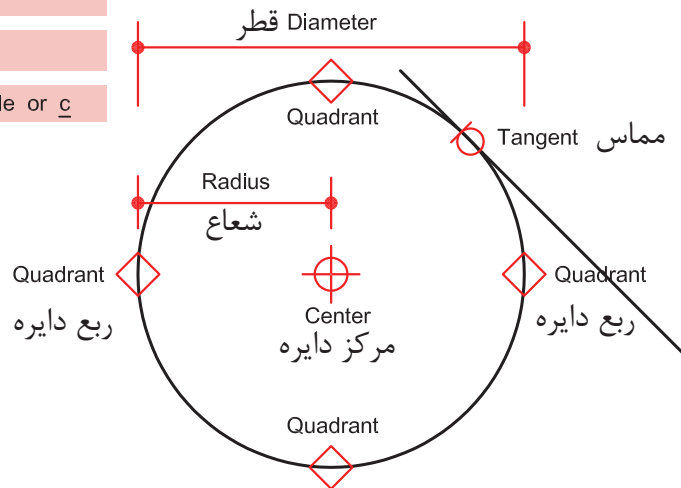 قطر Diameter
le or c
Quadrant
Tangent مماس
Radius
شعاع
Quadrant
Quadrant
Center
ربع دایره
ربع دایره
مرکز دایره
Quadrant